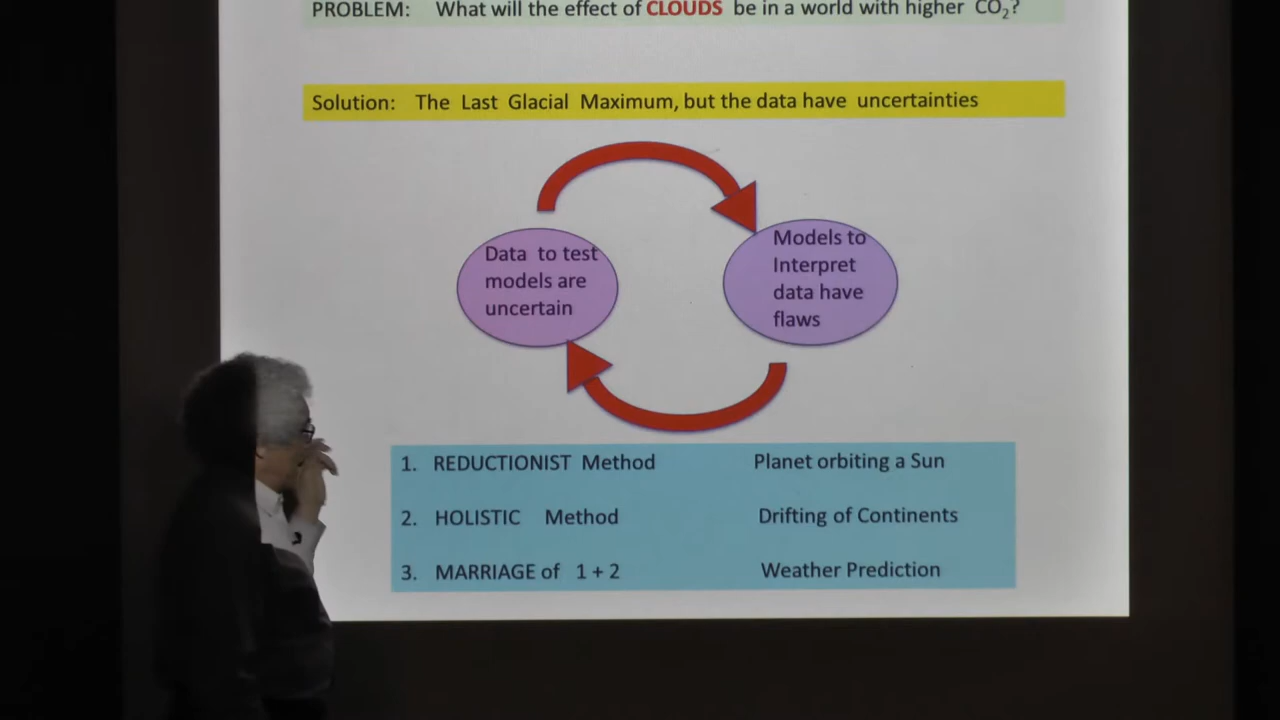 PROBLEM: What will the effect of CLOUDS be in a world with higher CO₂?
Solution: The Last Glacial Maximum, but the data have uncertainties
Data to test
models are
uncertain
Models to
Interpret
data have
flaws
1. REDUCTIONIST Method Planet orbiting a Sun
2. HOLISTIC Method Drifting of Continents
3. MARRIAGE of 1 + 2 Weather Prediction